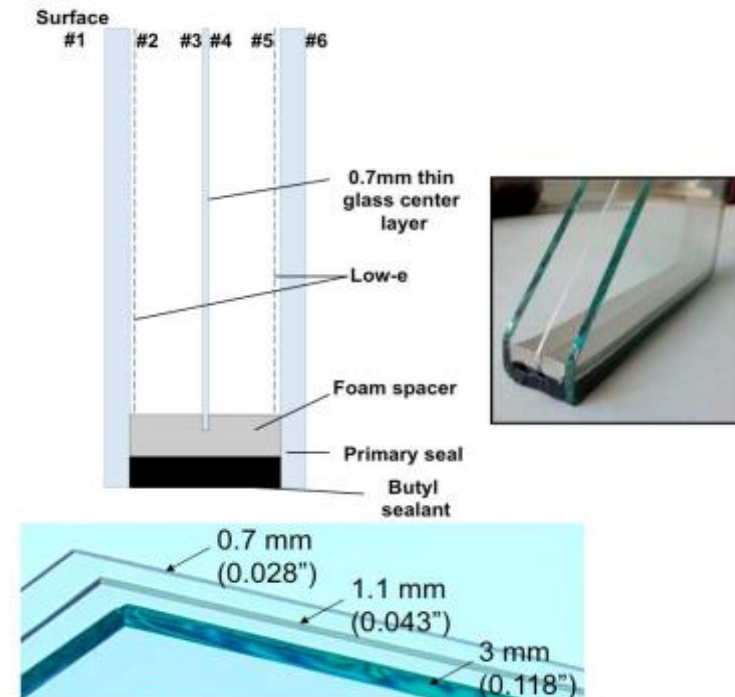 Surface
#1 #2 #3 #4 #5 #6
0.7mm thin
glass center
layer
Low-e
Foam spacer
Primary seal
Butyl
sealant
0.7 mm
(0.028”)
1.1 mm
(0.043”)
3 mm
(0.118”)